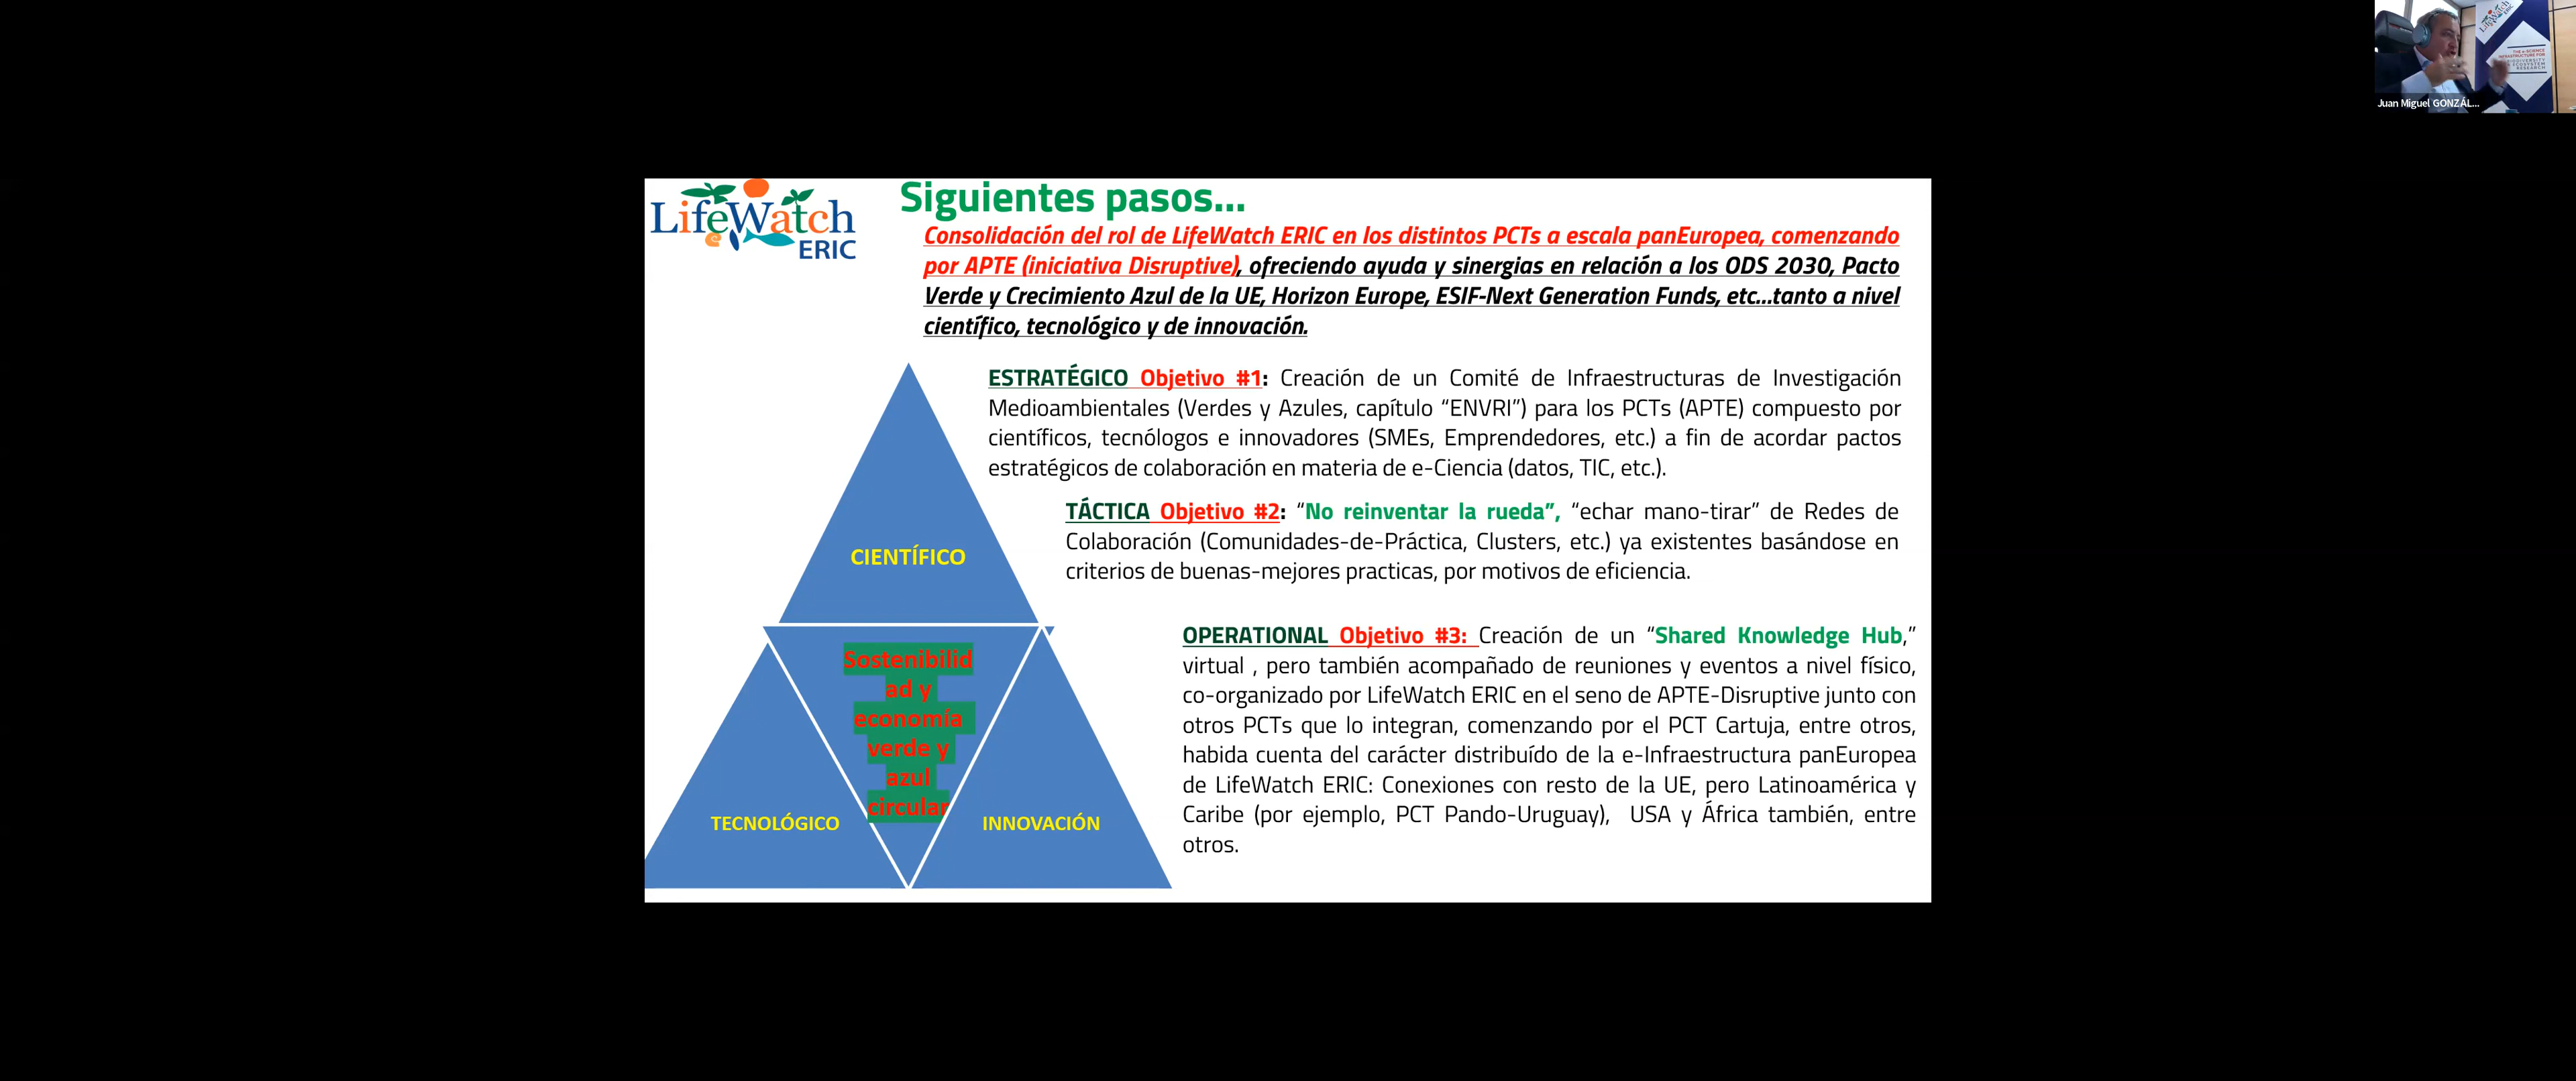 Juan Miguel GONZÁL...
LifeWatch
ERIC
Siguientes pasos...
Consolidación del rol de LifeWatch ERIC en los distintos PCTs a escala panEuropea, comenzando
por APTE (iniciativa Disruptive), ofreciendo ayuda y sinergias en relación a los ODS 2030, Pacto
Verde y Crecimiento Azul de la UE, Horizon Europe, ESIF-Next Generation Funds, etc...tanto a nivel
científico, tecnológico y de innovación.
ESTRATÉGICO Objetivo #1: Creación de un Comité de Infraestructuras de Investigación
Medioambientales (Verdes y Azules, capítulo “ENVRI”) para los PCTs (APTE) compuesto por
científicos, tecnólogos e innovadores (SMEs, Emprendedores, etc.) a fin de acordar pactos
estratégicos de colaboración en materia de e-Ciencia (datos, TIC, etc.).
TÁCTICA Objetivo #2: “No reinventar la rueda”, “echar mano-tirar” de Redes de
Colaboración (Comunidades-de-Práctica, Clusters, etc.) ya existentes basándose en
criterios de buenas-mejores practicas, por motivos de eficiencia.
OPERATIONAL Objetivo #3: Creación de un “Shared Knowledge Hub,”
virtual , pero también acompañado de reuniones y eventos a nivel físico,
co-organizado por LifeWatch ERIC en el seno de APTE-Disruptive junto con
otros PCTs que lo integran, comenzando por el PCT Cartuja, entre otros,
habida cuenta del carácter distribuído de la e-Infraestructura panEuropea
de LifeWatch ERIC: Conexiones con resto de la UE, pero Latinoamérica y
Caribe (por ejemplo, PCT Pando-Uruguay), USA y África también, entre
otros.
CIENTÍFICO
Sostenibilid
ad y
economía
verde y
azul
circular
TECNOLÓGICO
INNOVACIÓN